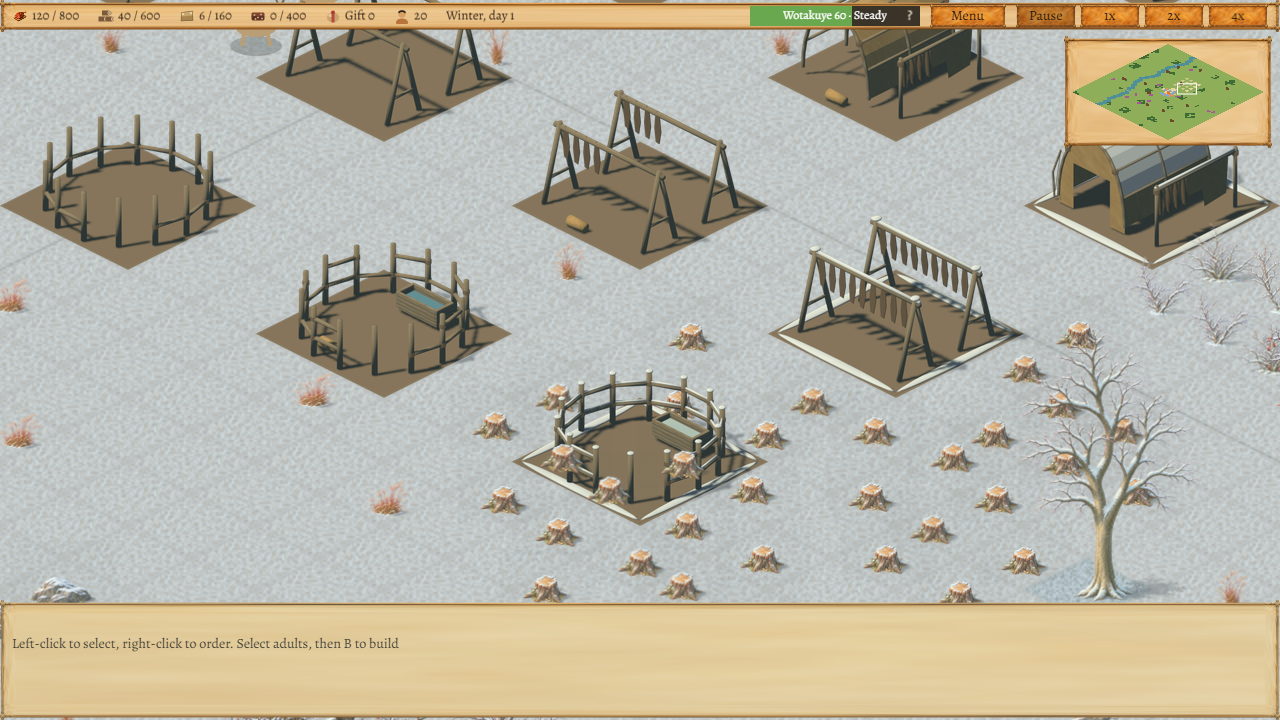 120 / 800 40 / 600 6 / 160 0 / 400 Gift 0 20 Winter, day 1 Wotakuye 60 - Steady ? Menu Pause 1x 2x 4x
Left-click to select, right-click to order. Select adults, then B to build